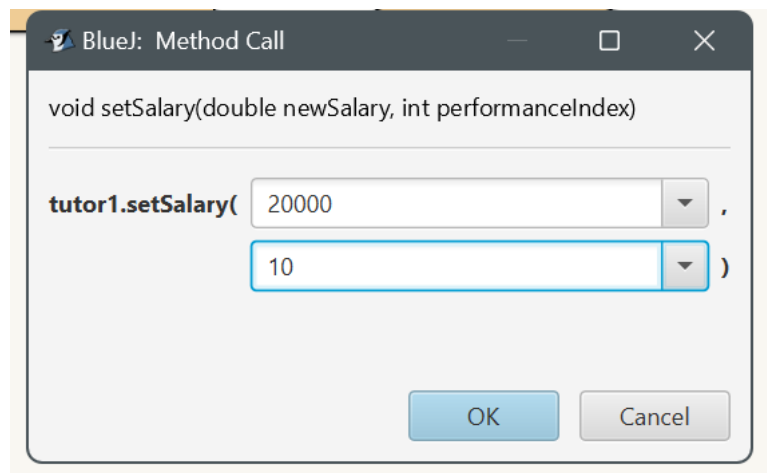 BlueJ: Method Call
void setSalary(double newSalary, int performanceIndex)
tutor1.setSalary( 20000 ,
10 )
OK Cancel